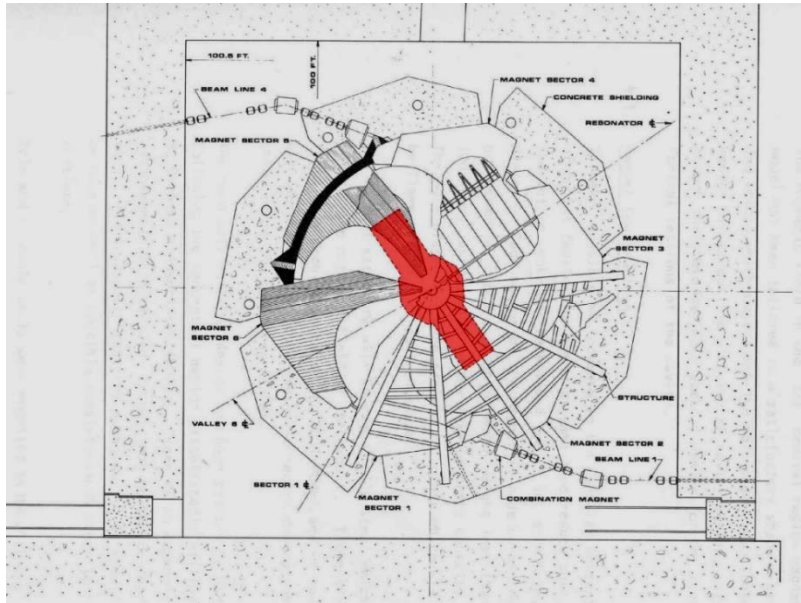 100.6 FT.
100 FT.
BEAM LINE 4
MAGNET SECTOR 4
CONCRETE SHIELDING
RESONATOR ℄
MAGNET SECTOR 5
MAGNET
SECTOR 3
MAGNET
SECTOR 6
STRUCTURE
VALLEY 6 ℄
MAGNET SECTOR 2
BEAM LINE 1
SECTOR 1 ℄
MAGNET
SECTOR 1
COMBINATION MAGNET